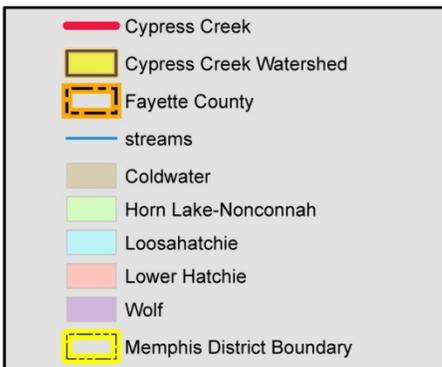 Cypress Creek
Cypress Creek Watershed
Fayette County
streams
Coldwater
Horn Lake-Nonconnah
Loosahatchie
Lower Hatchie
Wolf
Memphis District Boundary